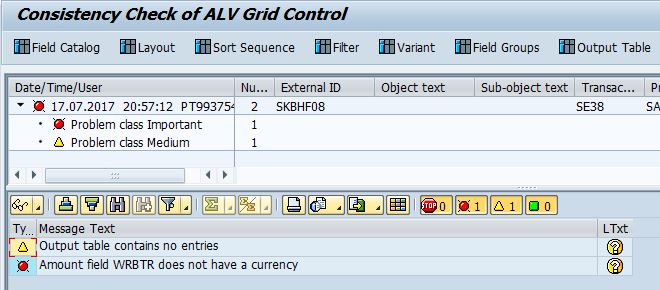 Consistency Check of ALV Grid Control
Field Catalog Layout Sort Sequence Filter Variant Field Groups Output Table
Date/Time/User Nu... External ID Object text Sub-object text Transac... Pr
17.07.2017 20:57:12 PT993754 2 SKBHF08 SE38 SA
Problem class Important 1
Problem class Medium 1
STOP 0 1 1 0
Ty... Message Text LTxt
Output table contains no entries
Amount field WRBTR does not have a currency